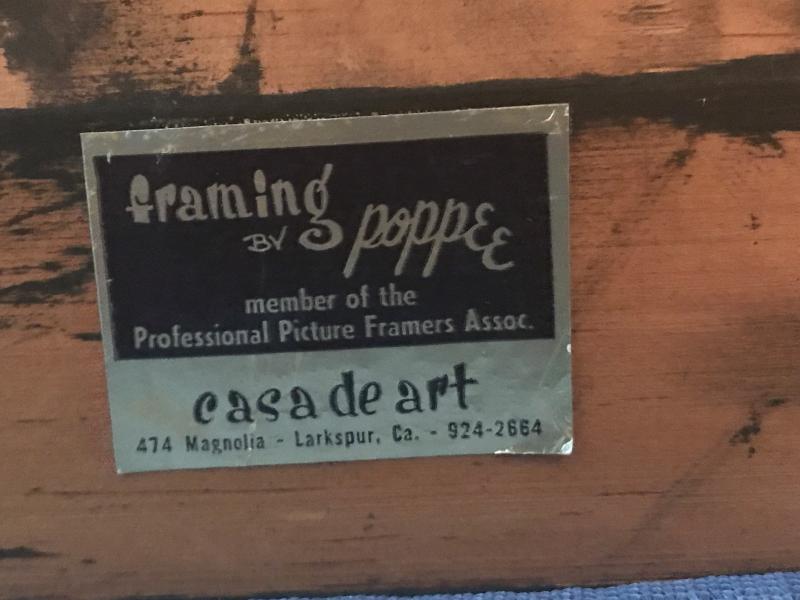 framing
BY poppEE
member of the
Professional Picture Framers Assoc.
casa de art
474 Magnolia - Larkspur, Ca. - 924-2664